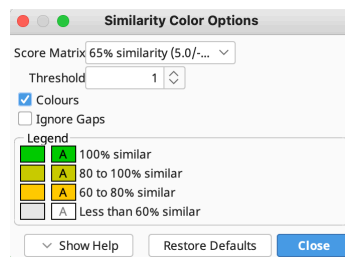 Similarity Color Options
Score Matrix 65% similarity (5.0/-...
Threshold 1
Colours
Ignore Gaps
Legend
A 100% similar
A 80 to 100% similar
A 60 to 80% similar
A Less than 60% similar
Show Help Restore Defaults Close